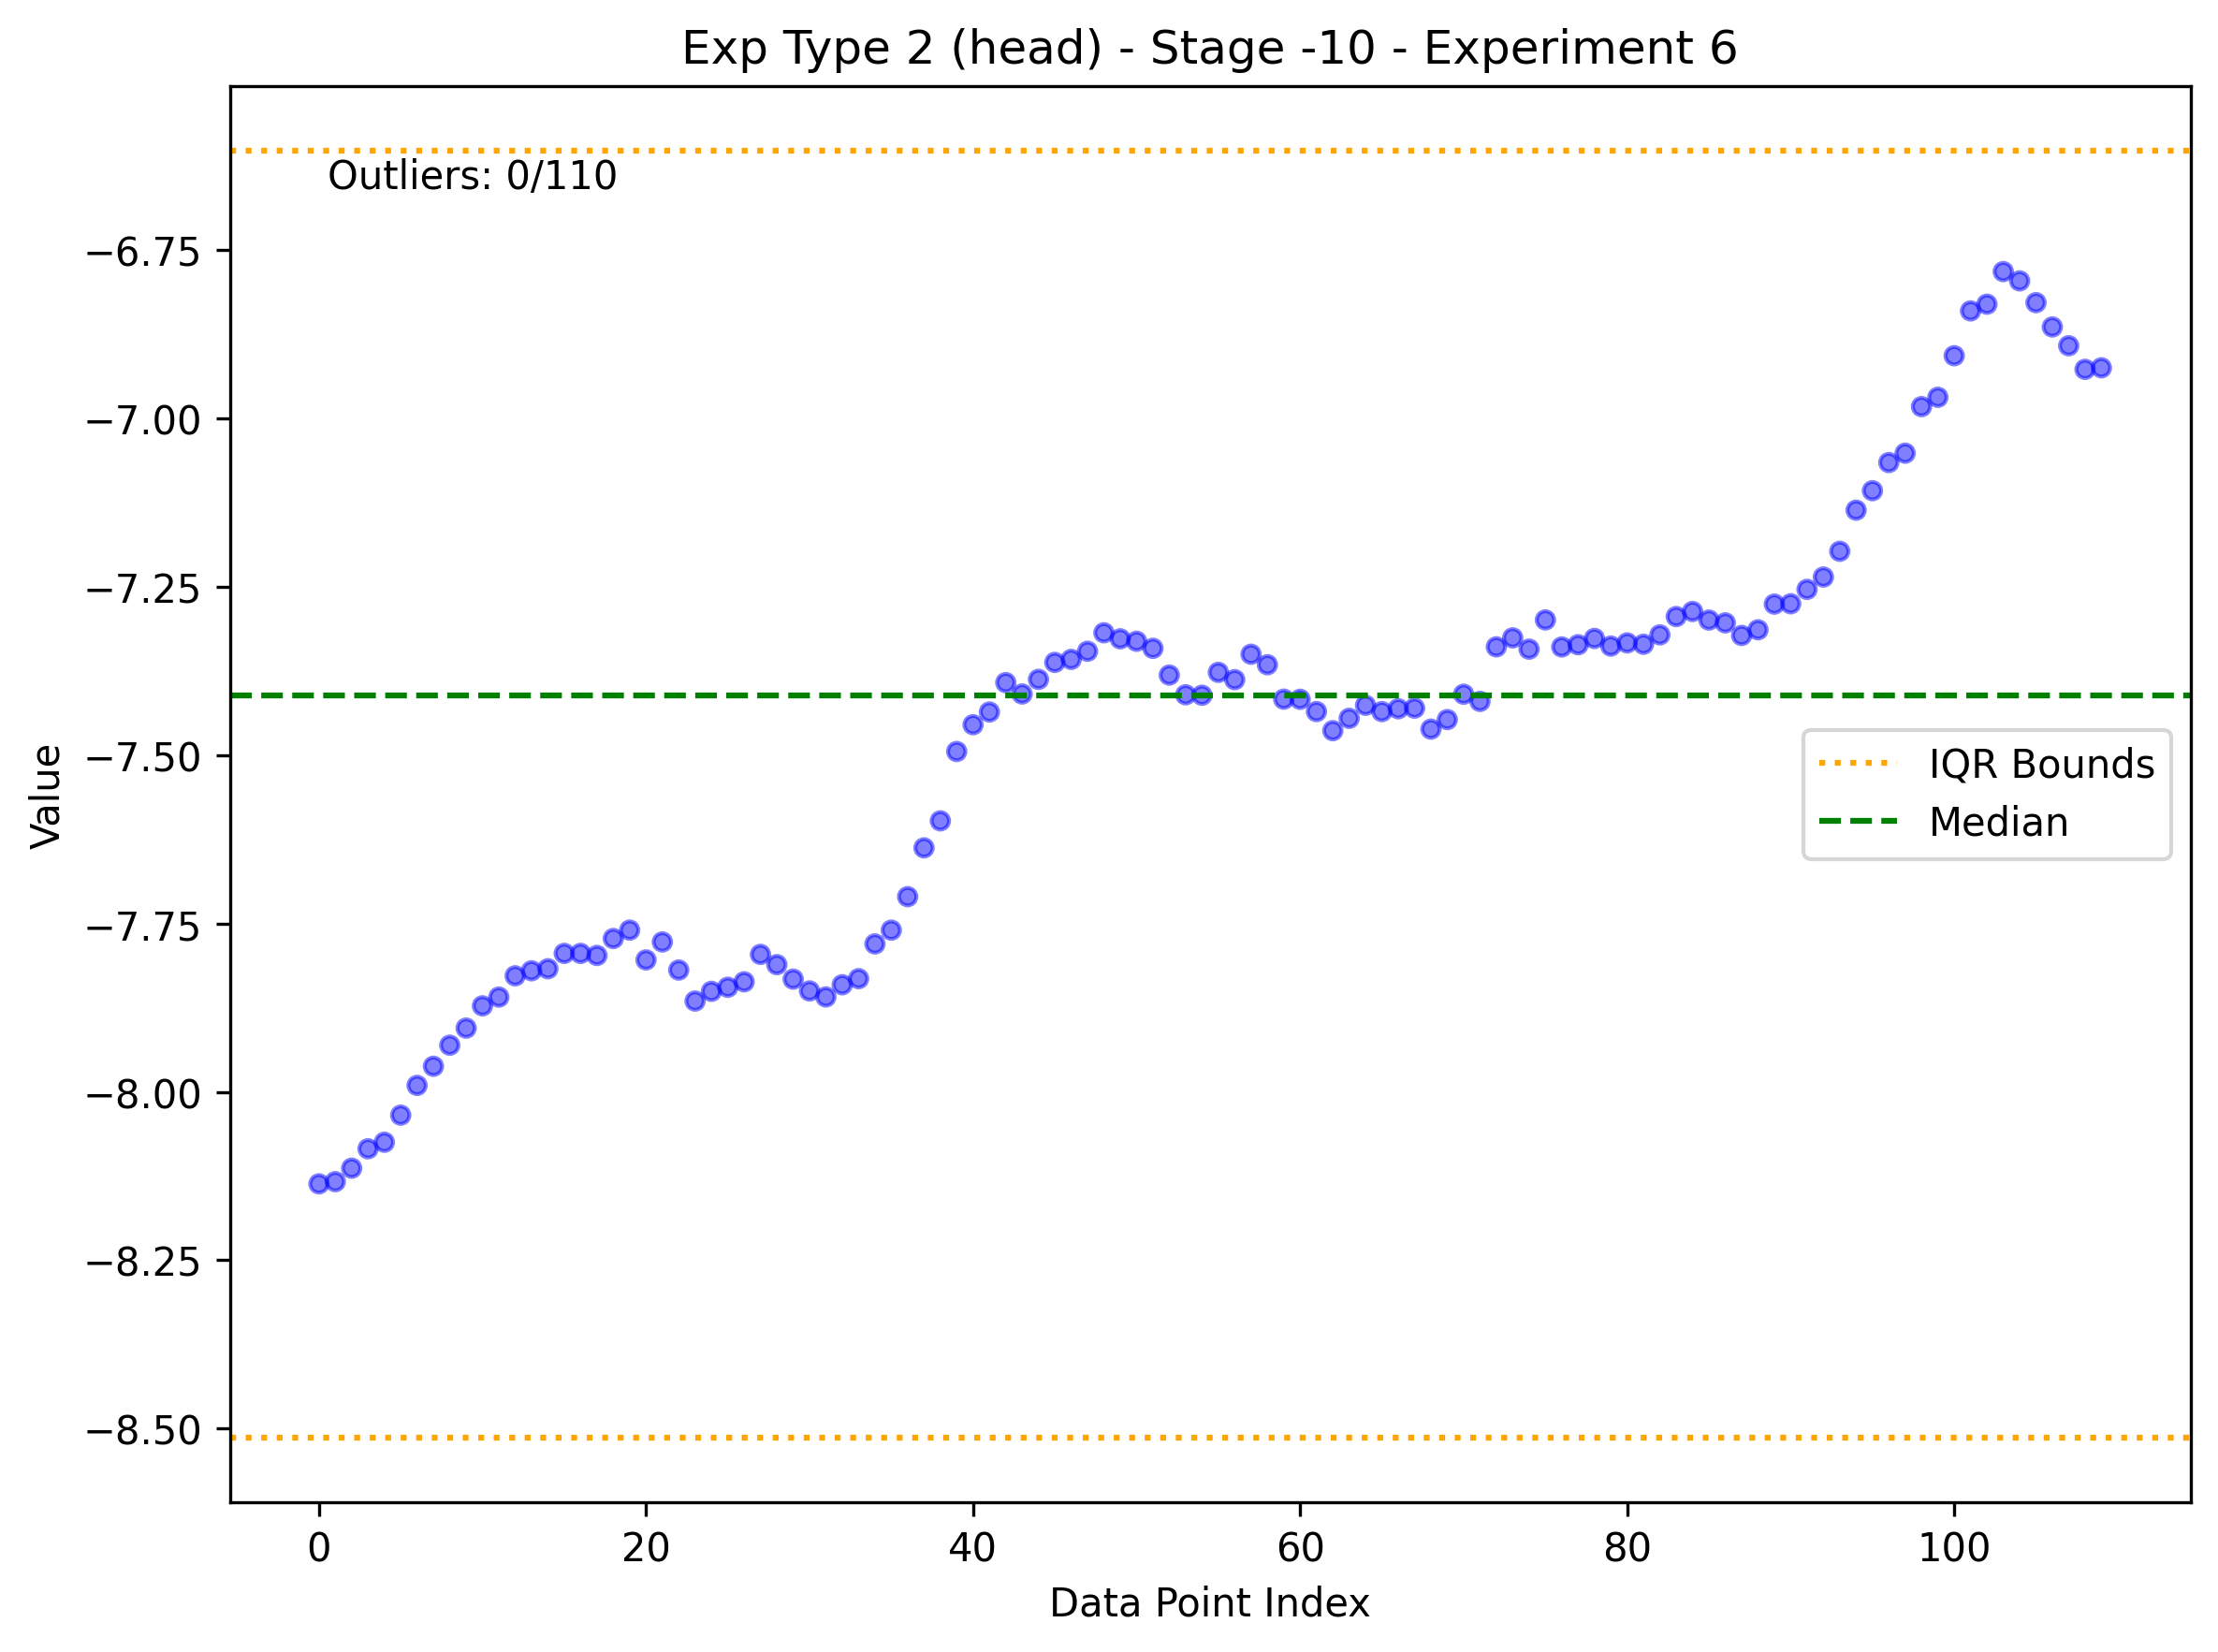 Exp Type 2 (head) - Stage -10 - Experiment 6
Outliers: 0/110
−6.75
−7.00
−7.25
−7.50
−7.75
−8.00
−8.25
−8.50
Value
IQR Bounds
Median
0 20 40 60 80 100
Data Point Index